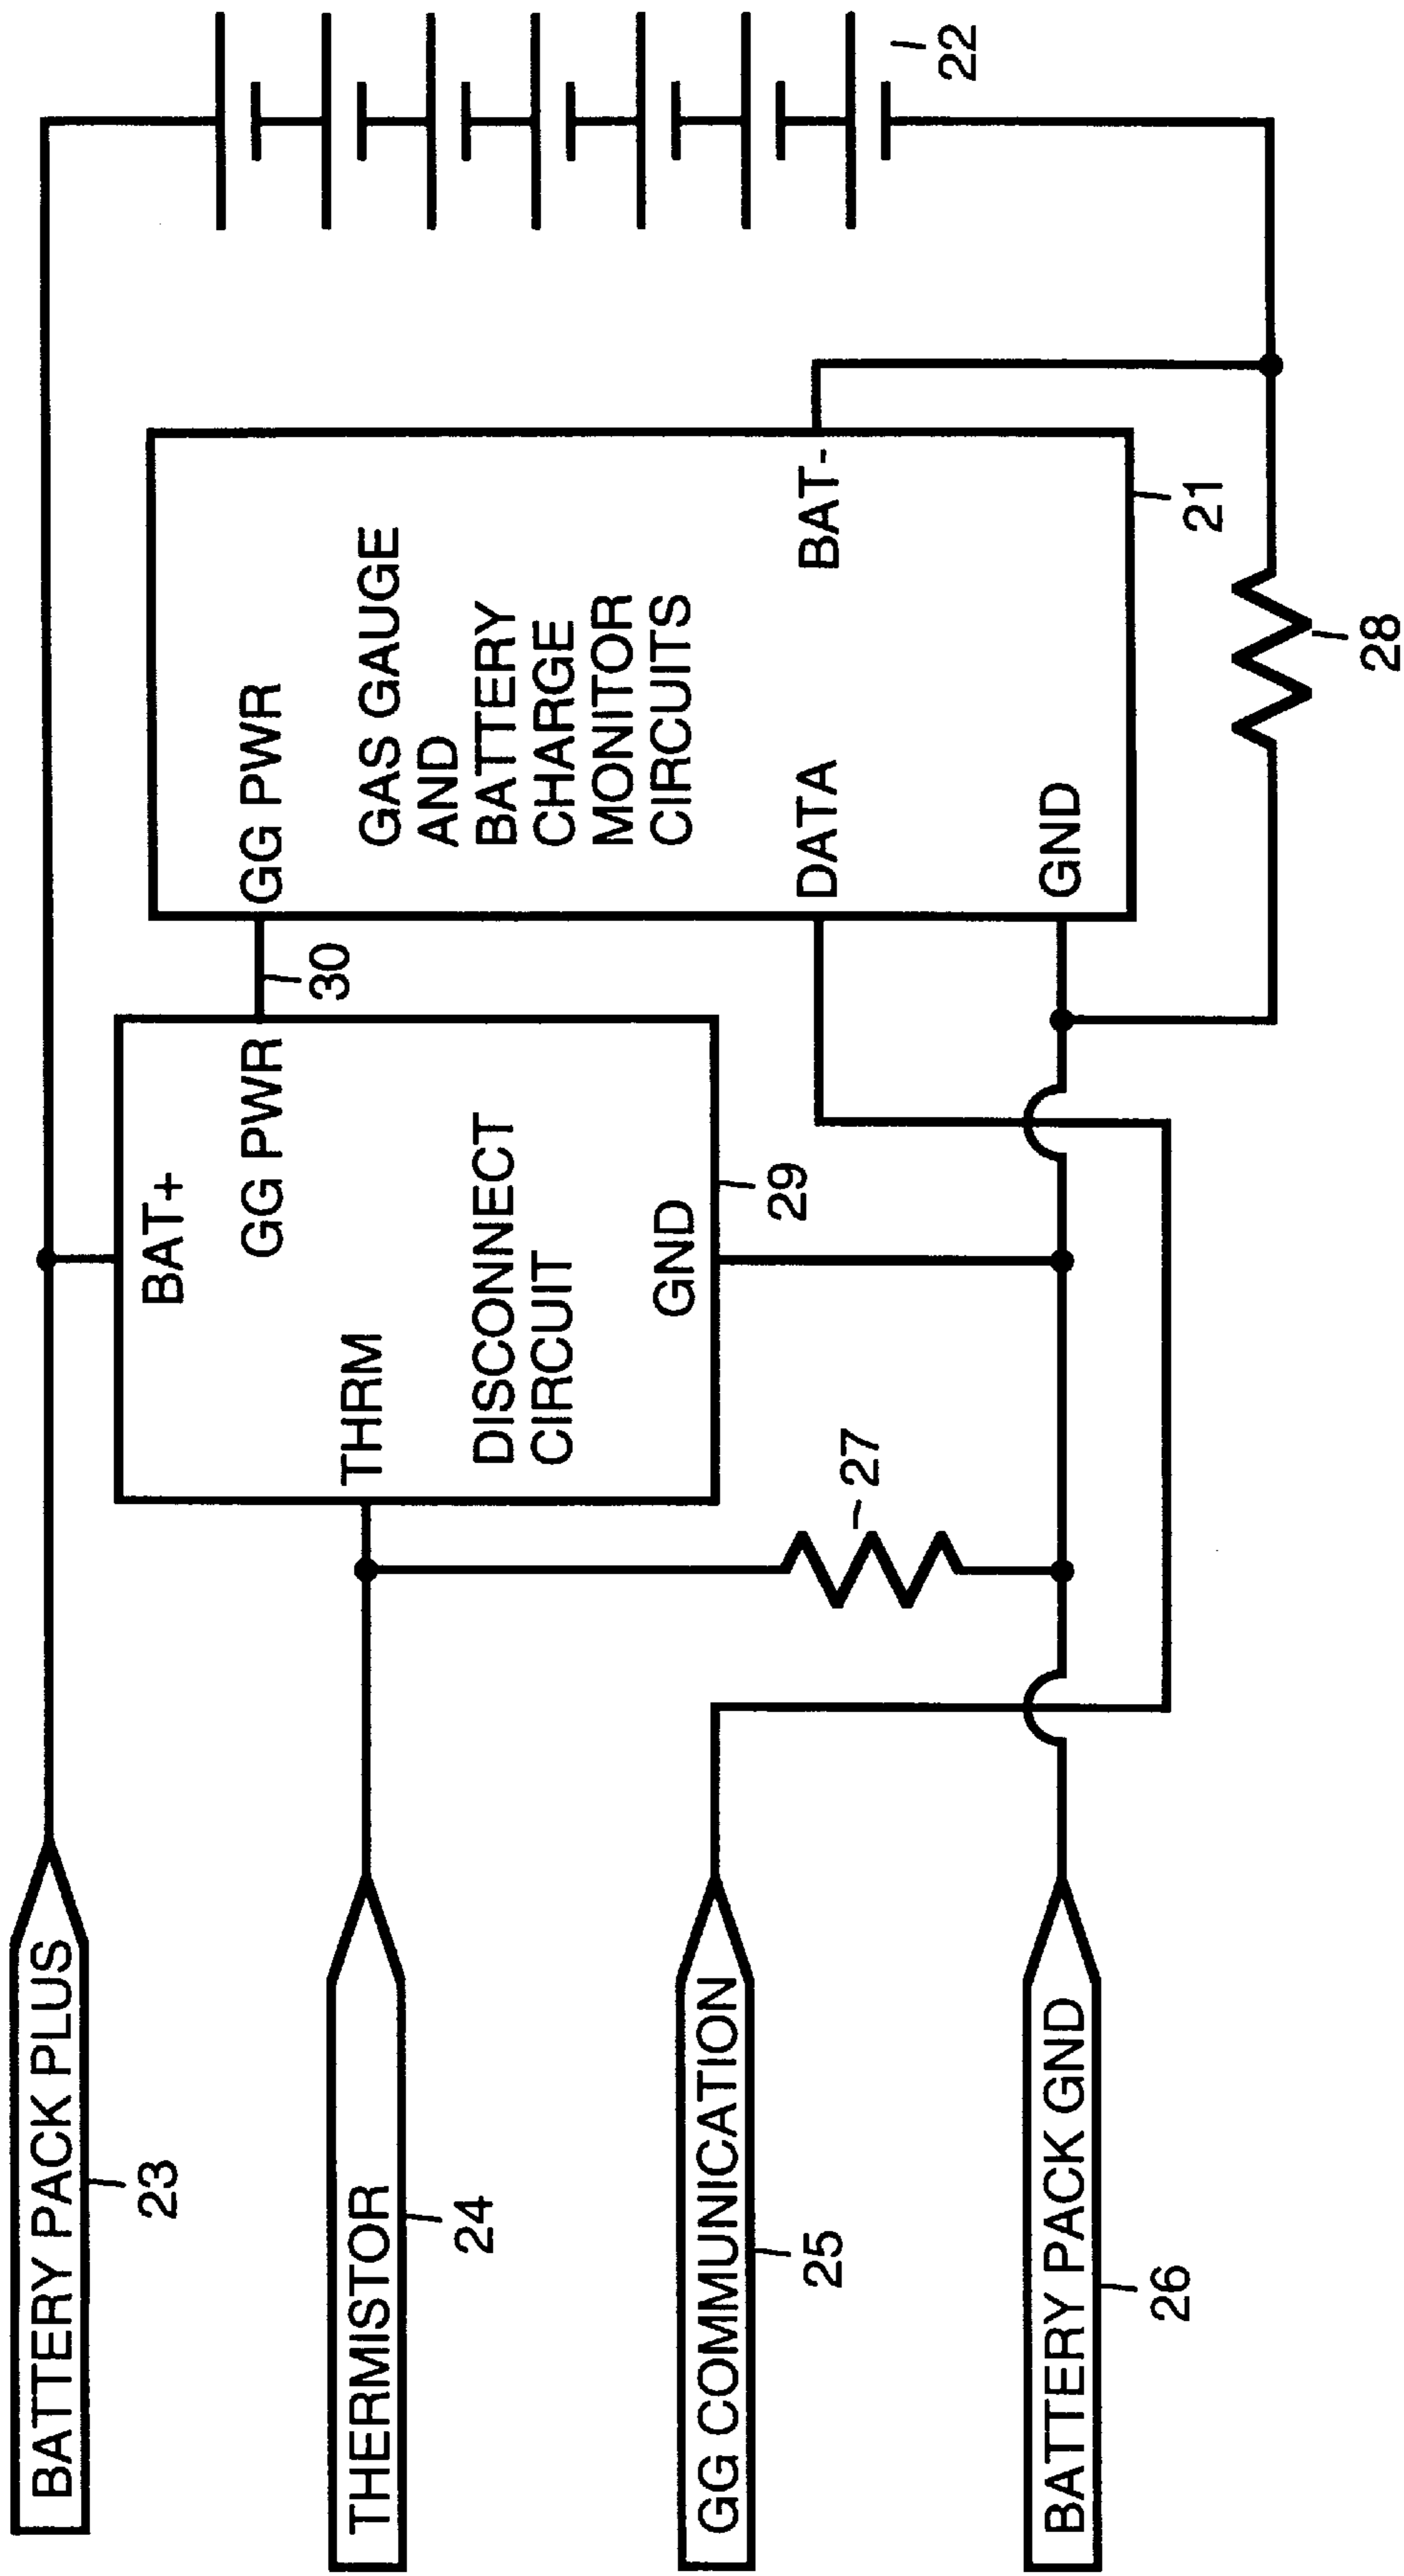 BATTERY PACK PLUS
23
THERMISTOR
24
GG COMMUNICATION
25
BATTERY PACK GND
26
27
BAT+
GG PWR
THRM
DISCONNECT
CIRCUIT
GND
29
30
GG PWR
GAS GAUGE
AND
BATTERY
CHARGE
MONITOR
CIRCUITS
DATA
BAT-
GND
21
28
22